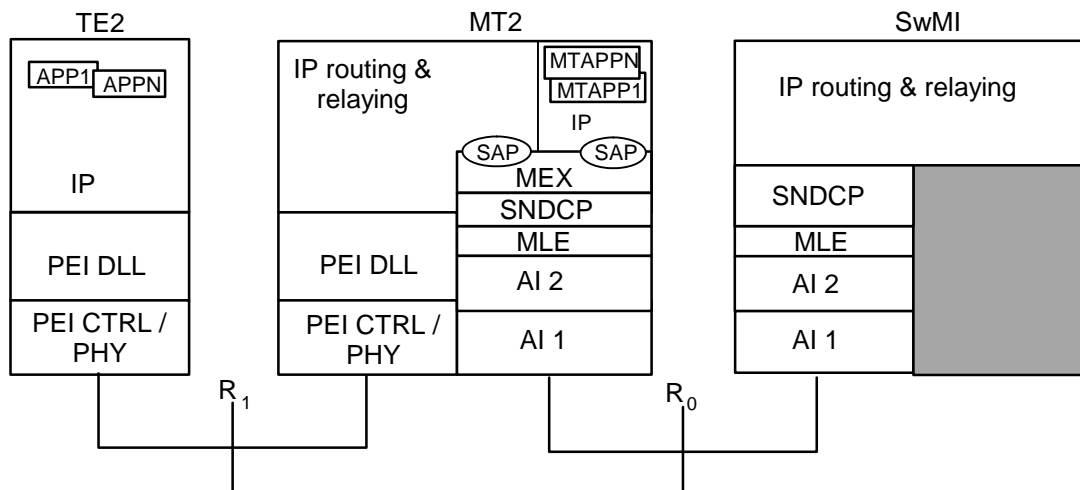 TE2
MT2
SwMI
APP1
APPN
IP
PEI DLL
PEI CTRL /
PHY
IP routing &
relaying
MTAPPN
MTAPP1
IP
SAP
SAP
MEX
SNDCP
MLE
AI 2
AI 1
PEI DLL
PEI CTRL /
PHY
IP routing & relaying
SNDCP
MLE
AI 2
AI 1
R1
R0